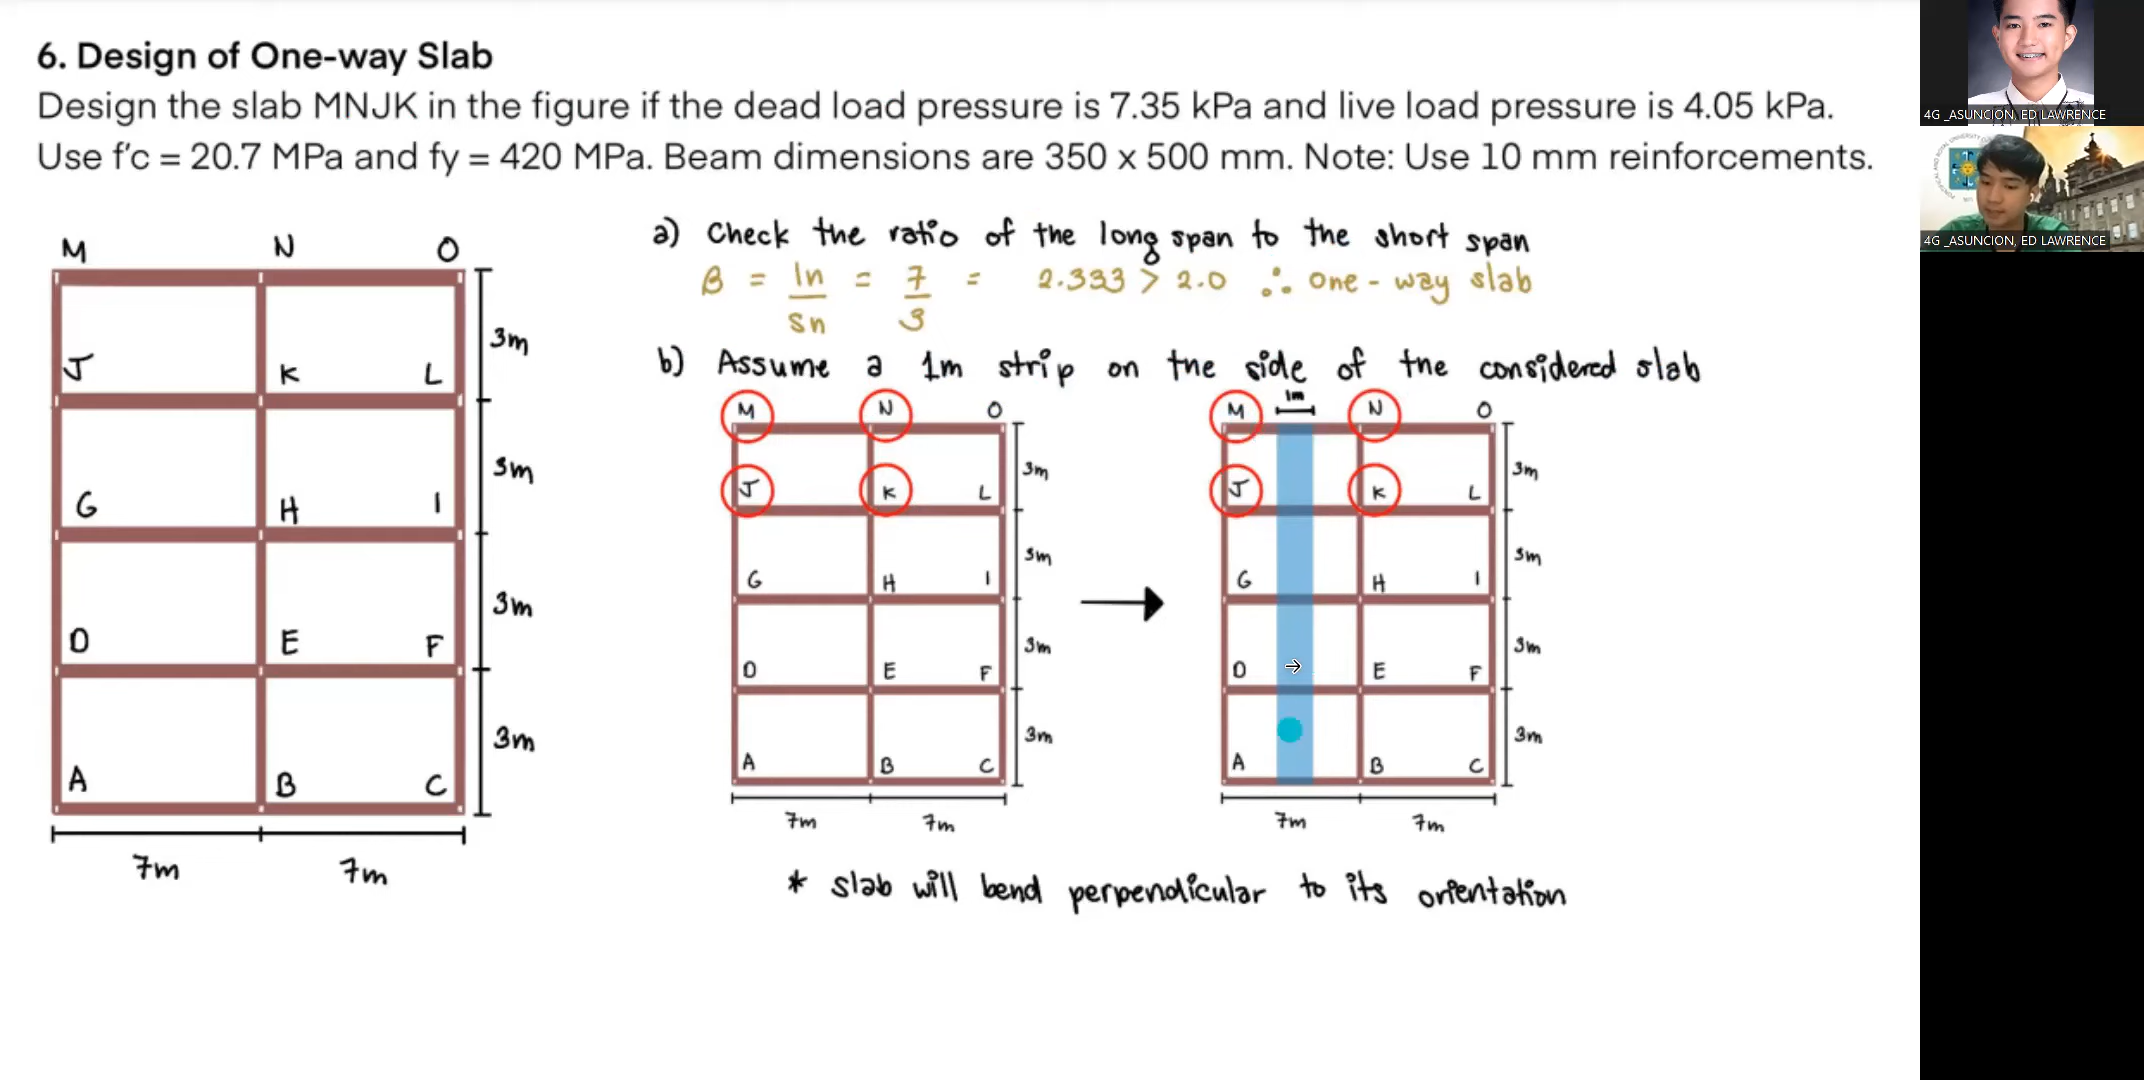 6. Design of One-way Slab
Design the slab MNJK in the figure if the dead load pressure is 7.35 kPa and live load pressure is 4.05 kPa.
Use f'c = 20.7 MPa and fy = 420 MPa. Beam dimensions are 350 x 500 mm. Note: Use 10 mm reinforcements.
M N O
3m
J K L
3m
G H I
3m
D E F
3m
A B C
7m 7m
a) Check the ratio of the long span to the short span
β = ln/sn = 7/3 = 2.333 > 2.0 ∴ one-way slab
b) Assume a 1m strip on the side of the considered slab
M N O
3m
J K L
3m
G H I
3m
D E F
3m
A B C
7m 7m
1m
M N O
3m
J K L
3m
G H I
3m
D E F
3m
A B C
7m 7m
* slab will bend perpendicular to its orientation
4G _ASUNCION, ED LAWRENCE
4G _ASUNCION, ED LAWRENCE